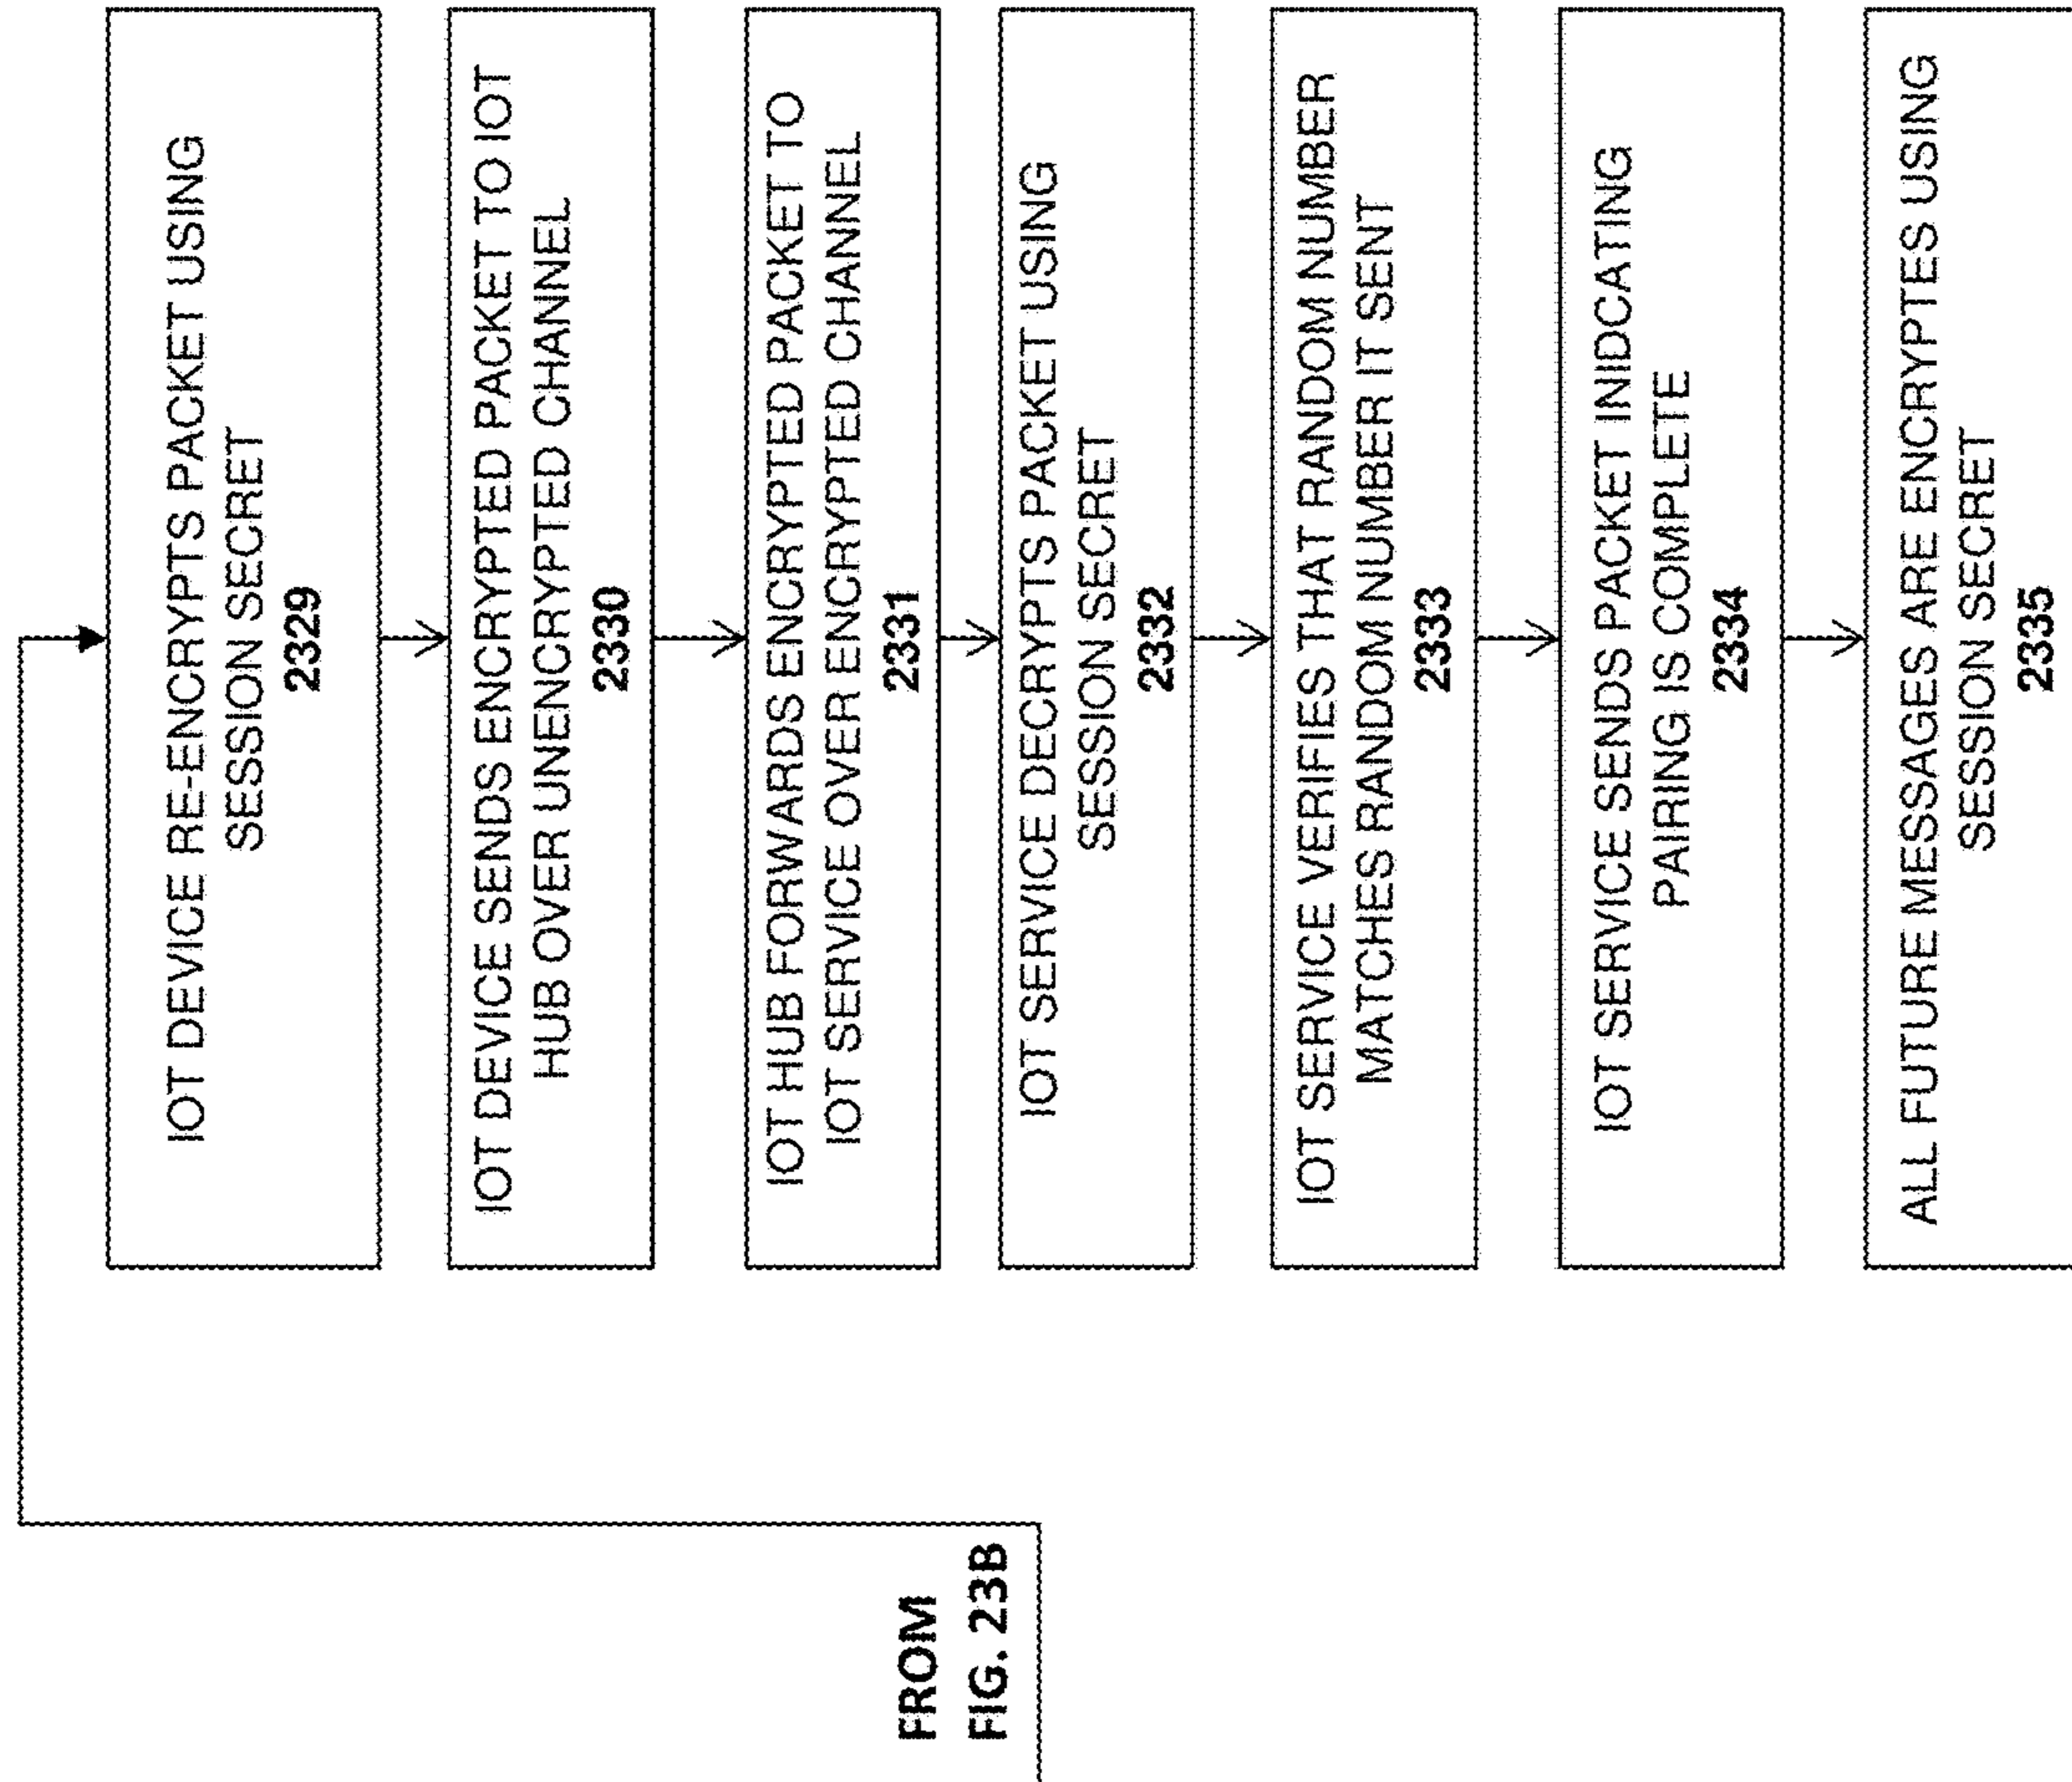 FROM
FIG. 23B
IOT DEVICE RE-ENCRYPTS PACKET USING
SESSION SECRET
2329
IOT DEVICE SENDS ENCRYPTED PACKET TO IOT
HUB OVER UNENCRYPTED CHANNEL
2330
IOT HUB FORWARDS ENCRYPTED PACKET TO
IOT SERVICE OVER ENCRYPTED CHANNEL
2331
IOT SERVICE DECRYPTS PACKET USING
SESSION SECRET
2332
IOT SERVICE VERIFIES THAT RANDOM NUMBER
MATCHES RANDOM NUMBER IT SENT
2333
IOT SERVICE SENDS PACKET INIDCATING
PAIRING IS COMPLETE
2334
ALL FUTURE MESSAGES ARE ENCRYPTES USING
SESSION SECRET
2335